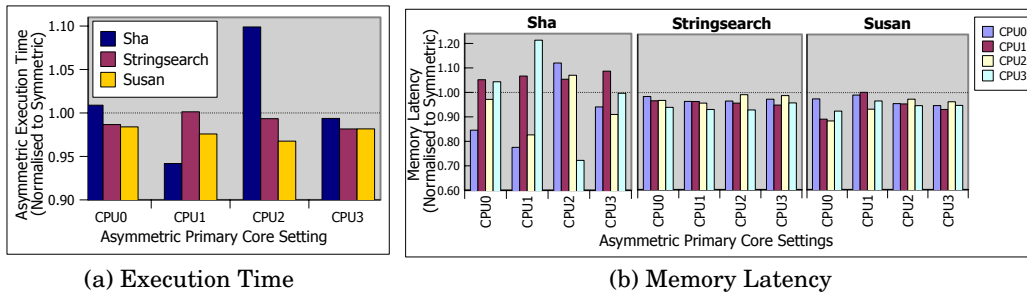 Asymmetric Execution Time
(Normalised to Symmetric)
1.10
1.05
1.00
0.95
0.90
Sha
Stringsearch
Susan
CPU0 CPU1 CPU2 CPU3
Asymmetric Primary Core Setting
(a) Execution Time
Sha Stringsearch Susan
Memory Latency
(Normalised to Symmetric)
1.20
1.10
1.00
0.90
0.80
0.70
0.60
CPU0 CPU1 CPU2 CPU3 CPU0 CPU1 CPU2 CPU3 CPU0 CPU1 CPU2 CPU3
Asymmetric Primary Core Settings
CPU0
CPU1
CPU2
CPU3
(b) Memory Latency